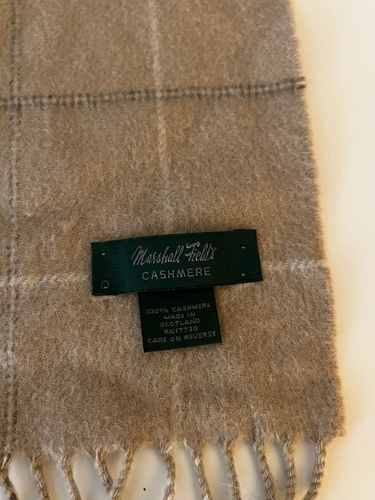 Marshall Field's
CASHMERE
100% CASHMERE
MADE IN
SCOTLAND
RN17730
CARE ON REVERSE